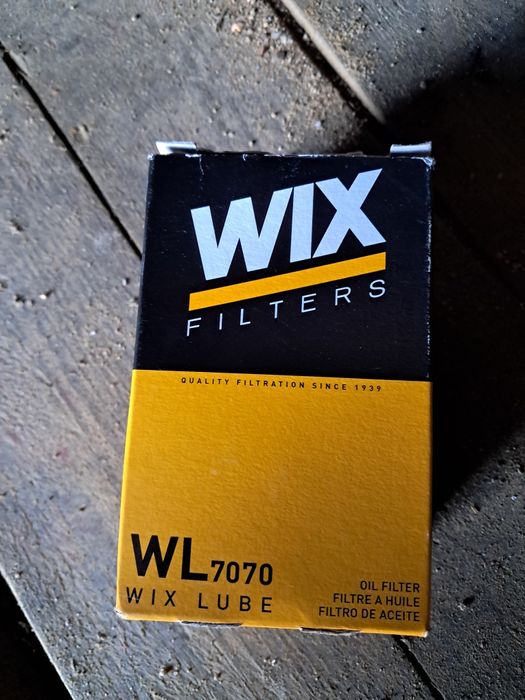 WIX
FILTERS
QUALITY FILTRATION SINCE 1939
WL7070
WIX LUBE
OIL FILTER
FILTRE A HUILE
FILTRO DE ACEITE